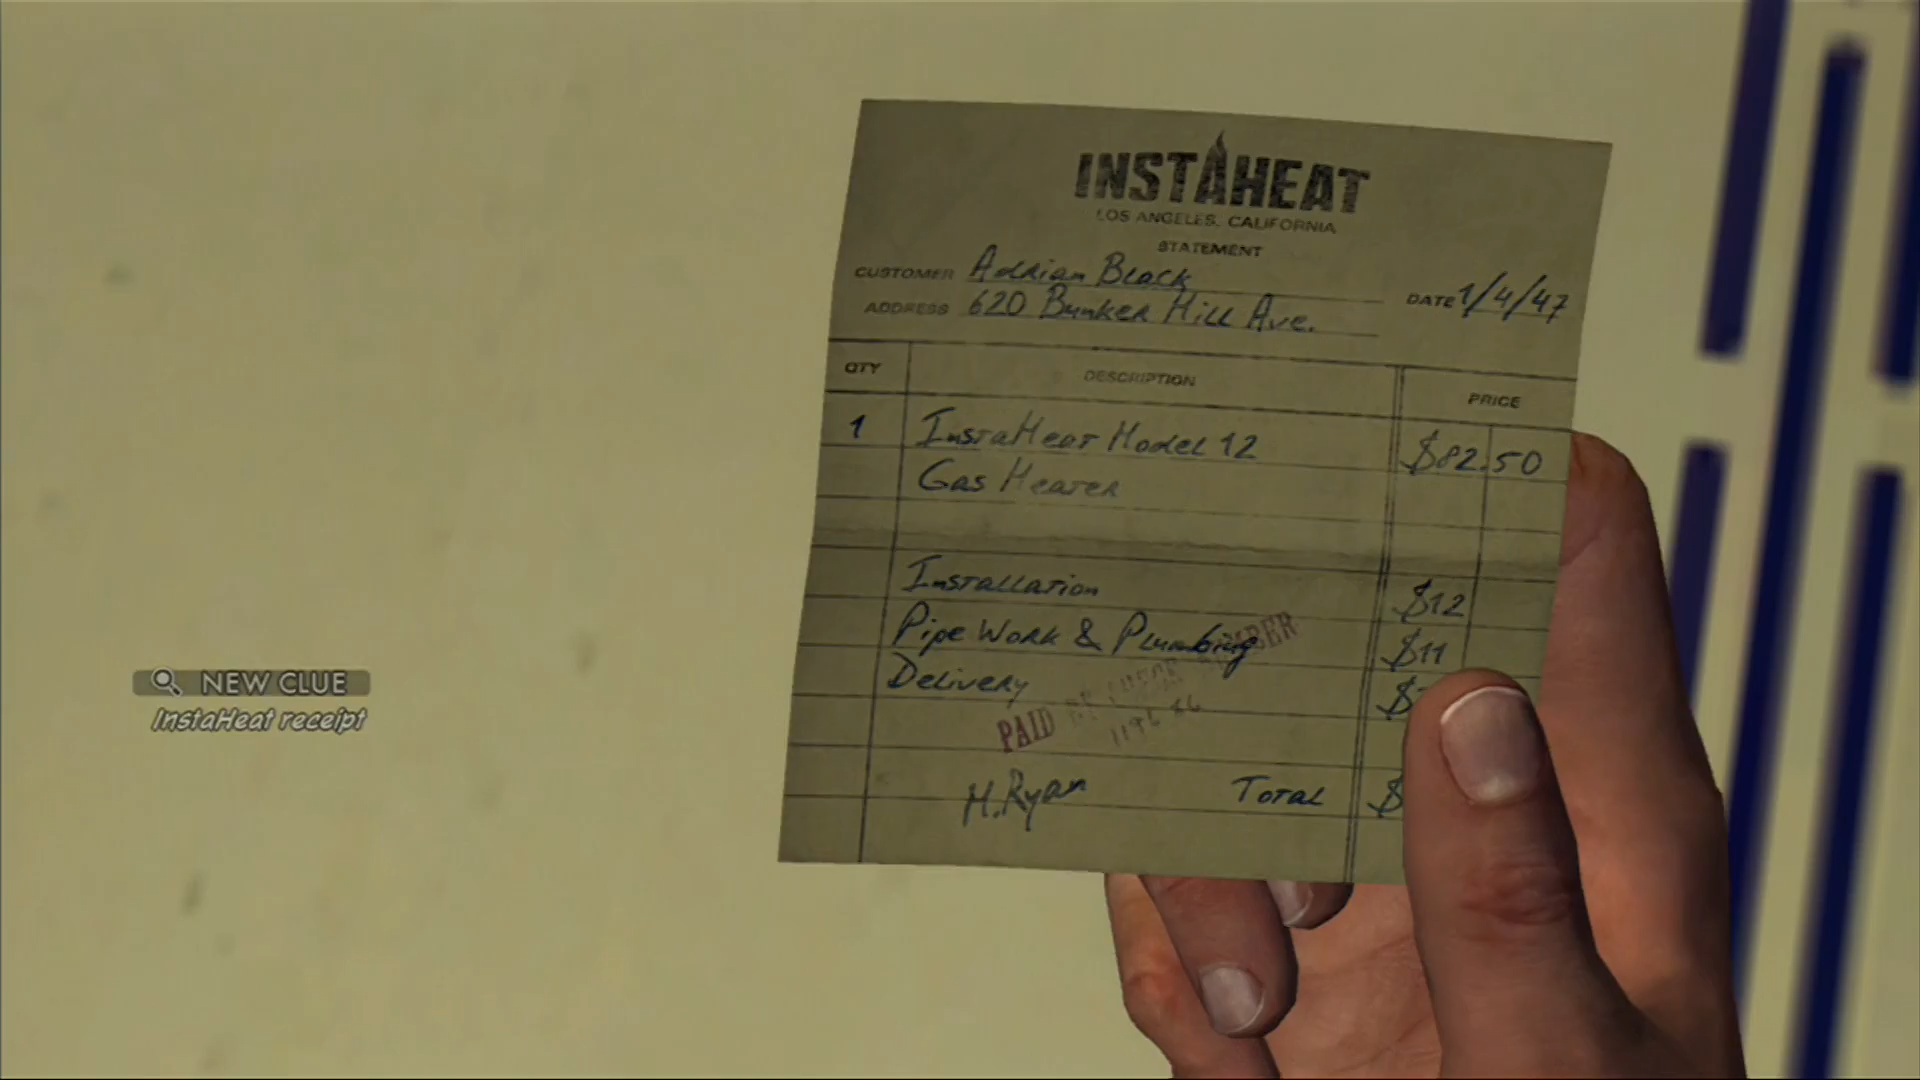 INSTAHEAT
LOS ANGELES, CALIFORNIA
STATEMENT
CUSTOMER Adrian Black
ADDRESS 620 Bunker Hill Ave.
DATE 1/4/47
QTY DESCRIPTION PRICE
1 InstaHeat Model 12 $82.50
Gas Heater
Installation $12
Pipe Work & Plumbing $11
Delivery $
PAID
H.Ryan Total $
NEW CLUE
InstaHeat receipt